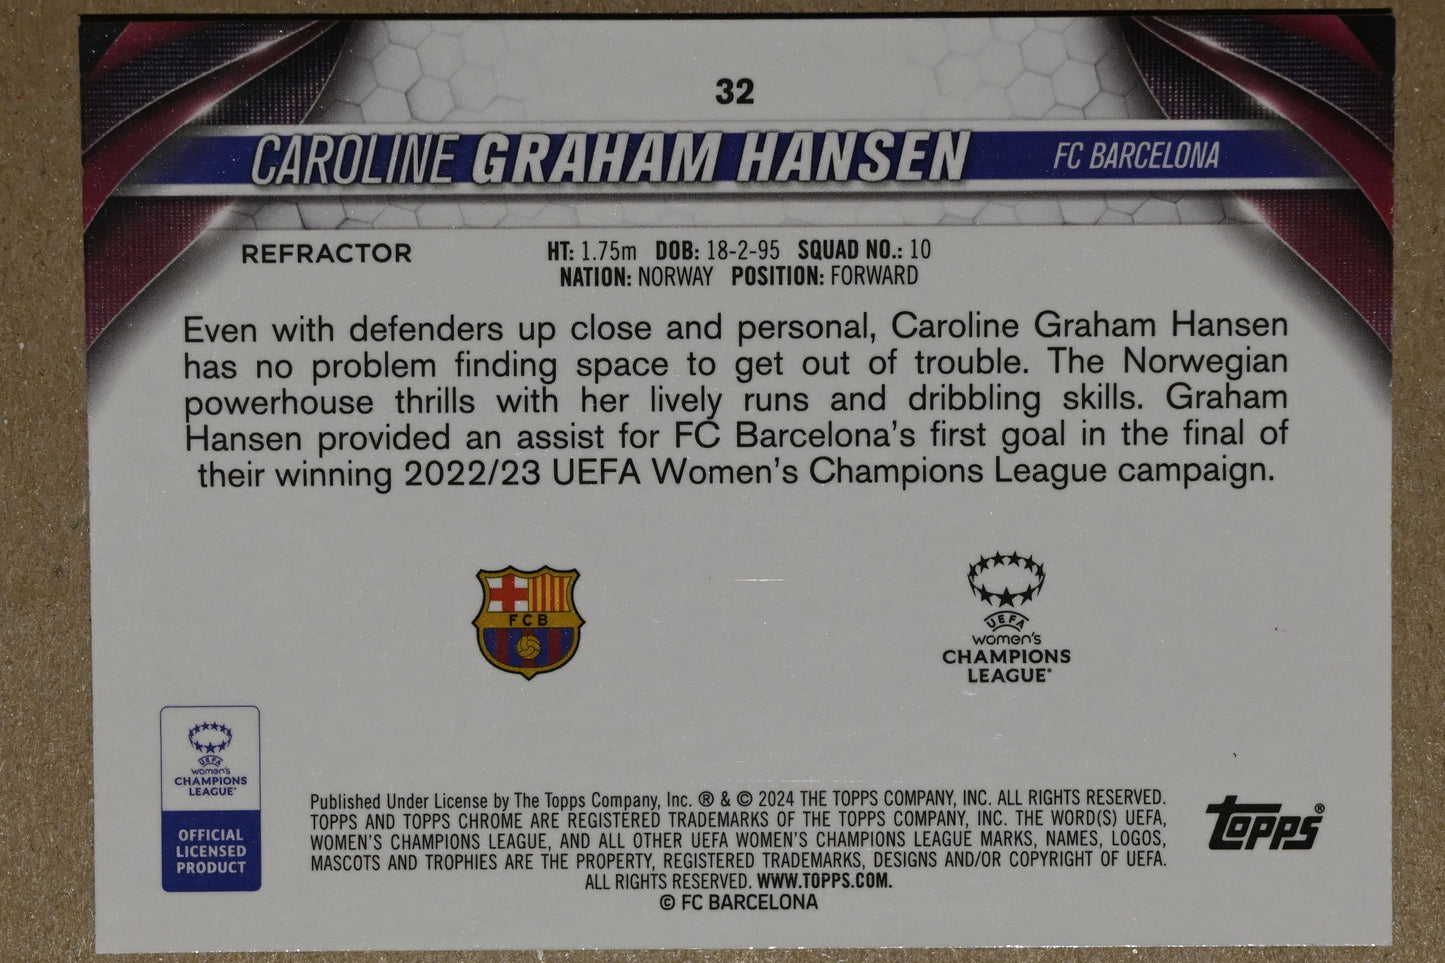 32
CAROLINE GRAHAM HANSEN FC BARCELONA
REFRACTOR
HT: 1.75m DOB: 18-2-95 SQUAD NO.: 10
NATION: NORWAY POSITION: FORWARD
Even with defenders up close and personal, Caroline Graham Hansen
has no problem finding space to get out of trouble. The Norwegian
powerhouse thrills with her lively runs and dribbling skills. Graham
Hansen provided an assist for FC Barcelona's first goal in the final of
their winning 2022/23 UEFA Women's Champions League campaign.
FCB
UEFA
women's
CHAMPIONS
LEAGUE®
UEFA
women's
CHAMPIONS
LEAGUE®
OFFICIAL
LICENSED
PRODUCT
Published Under License by The Topps Company, Inc. ® & © 2024 THE TOPPS COMPANY, INC. ALL RIGHTS RESERVED.
TOPPS AND TOPPS CHROME ARE REGISTERED TRADEMARKS OF THE TOPPS COMPANY, INC. THE WORD(S) UEFA,
WOMEN'S CHAMPIONS LEAGUE, AND ALL OTHER UEFA WOMEN'S CHAMPIONS LEAGUE MARKS, NAMES, LOGOS,
MASCOTS AND TROPHIES ARE THE PROPERTY, REGISTERED TRADEMARKS, DESIGNS AND/OR COPYRIGHT OF UEFA.
ALL RIGHTS RESERVED. WWW.TOPPS.COM.
© FC BARCELONA
topps®